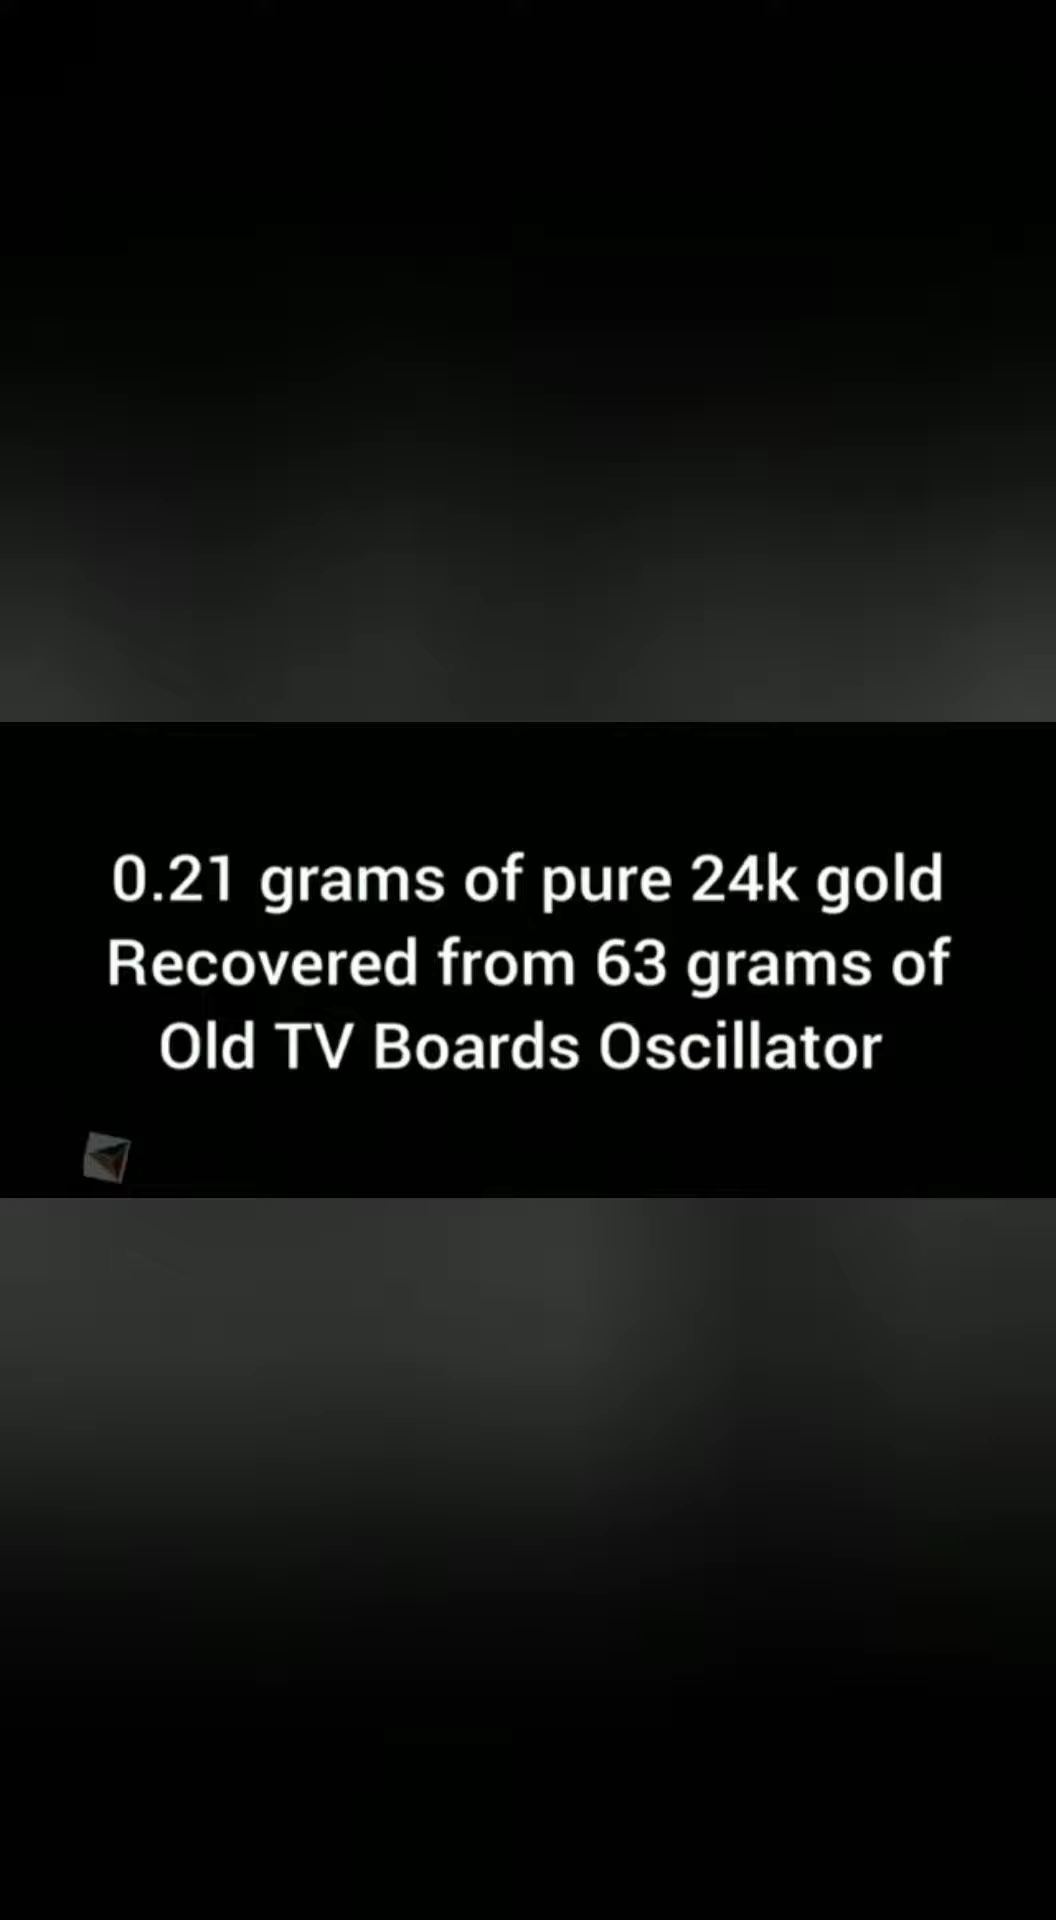 0.21 grams of pure 24k gold
Recovered from 63 grams of
Old TV Boards Oscillator